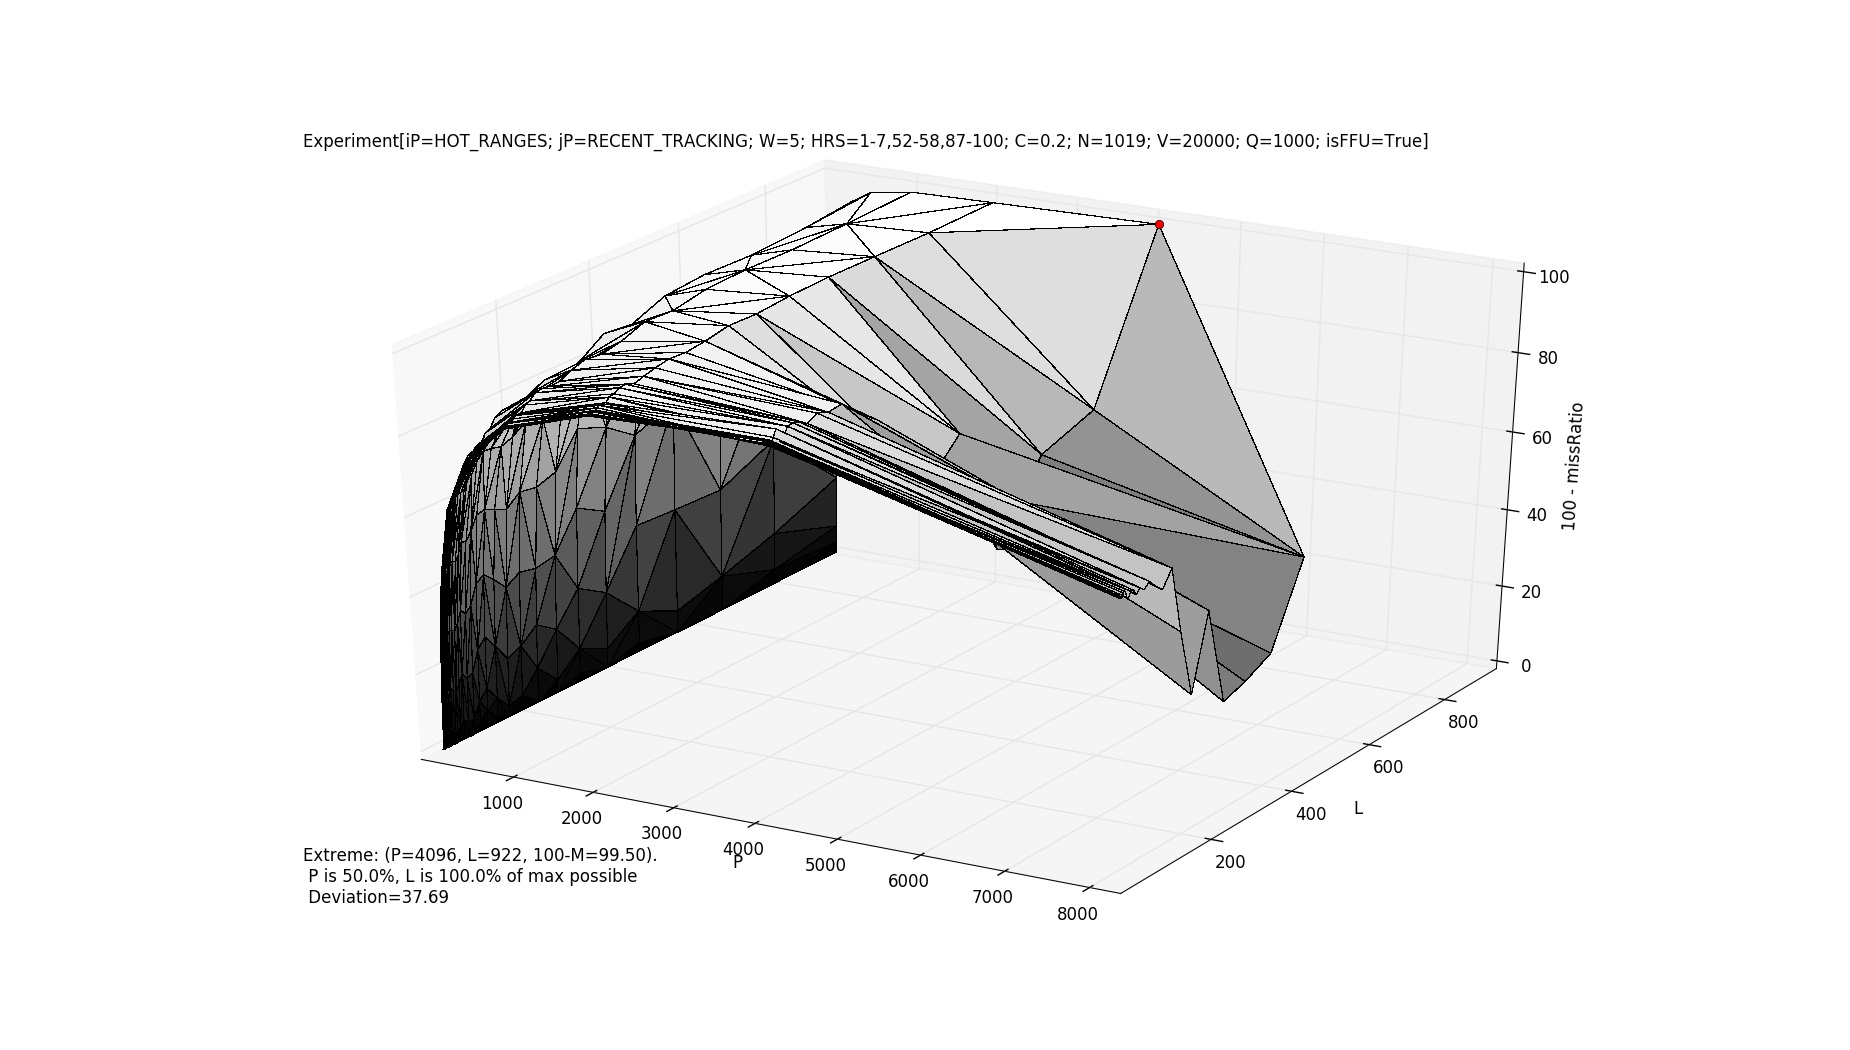 Experiment[iP=HOT_RANGES; jP=RECENT_TRACKING; W=5; HRS=1-7,52-58,87-100; C=0.2; N=1019; V=20000; Q=1000; isFFU=True]
100
80
60
40
20
0
100 - missRatio
800
600
400
200
L
1000
2000
3000
4000
5000
6000
7000
8000
P
Extreme: (P=4096, L=922, 100-M=99.50).
P is 50.0%, L is 100.0% of max possible
Deviation=37.69